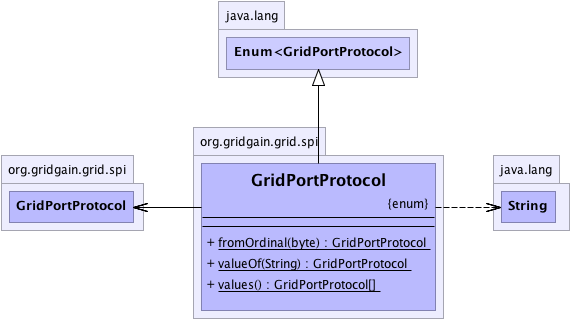 java.lang
Enum<GridPortProtocol>
org.gridgain.grid.spi
GridPortProtocol
{enum}
+ fromOrdinal(byte) : GridPortProtocol
+ valueOf(String) : GridPortProtocol
+ values() : GridPortProtocol[]
org.gridgain.grid.spi
GridPortProtocol
java.lang
String